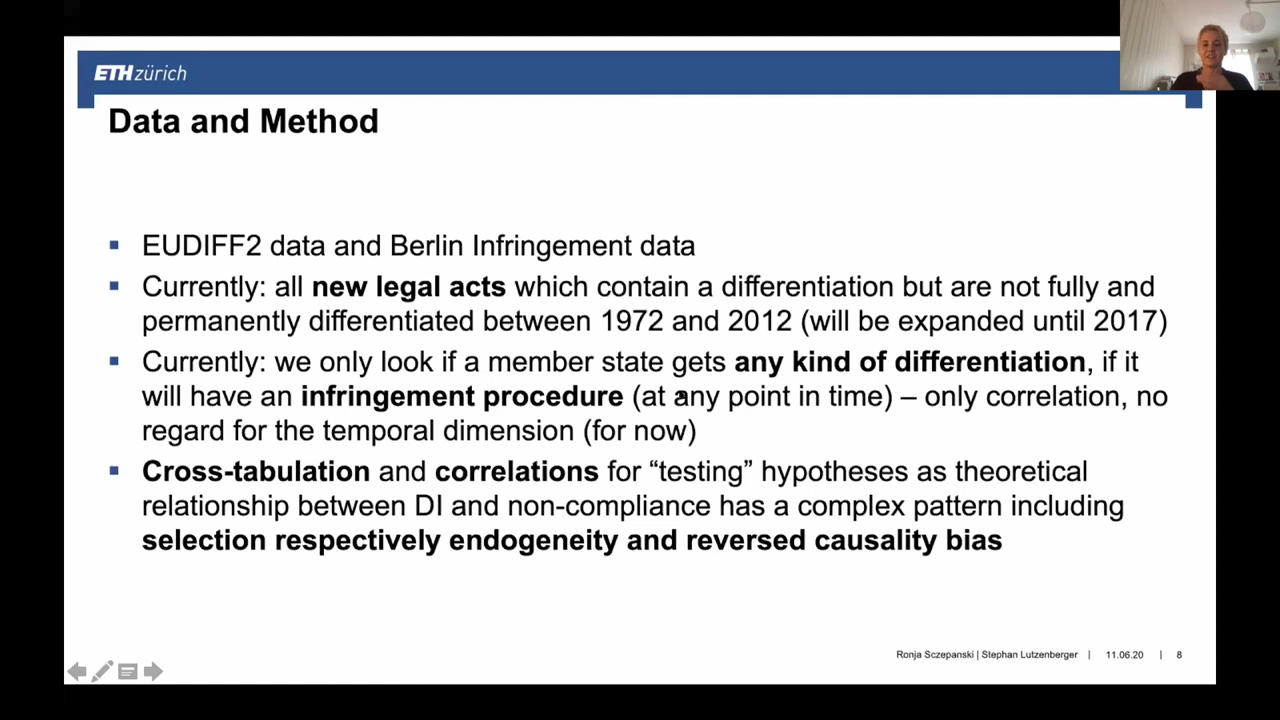 ETH zürich
Data and Method
▪ EUDIFF2 data and Berlin Infringement data
▪ Currently: all new legal acts which contain a differentiation but are not fully and
permanently differentiated between 1972 and 2012 (will be expanded until 2017)
▪ Currently: we only look if a member state gets any kind of differentiation, if it
will have an infringement procedure (at any point in time) – only correlation, no
regard for the temporal dimension (for now)
▪ Cross-tabulation and correlations for “testing” hypotheses as theoretical
relationship between DI and non-compliance has a complex pattern including
selection respectively endogeneity and reversed causality bias
Ronja Sczepanski | Stephan Lutzenberger | 11.06.20 | 8